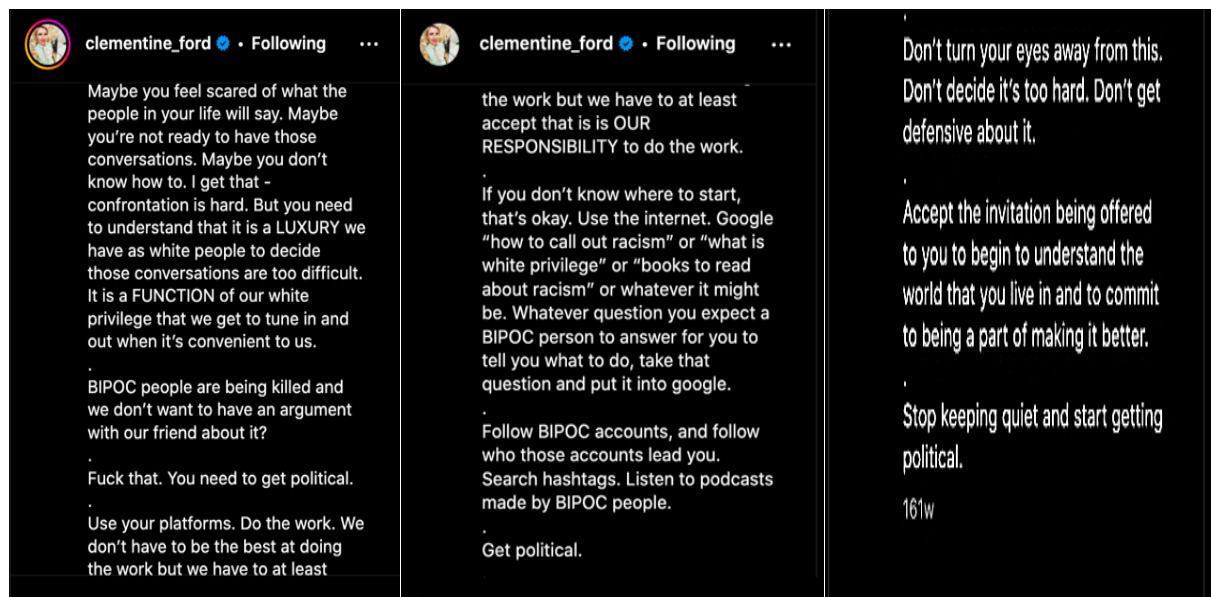 clementine_ford • Following ...
Maybe you feel scared of what the
people in your life will say. Maybe
you're not ready to have those
conversations. Maybe you don't
know how to. I get that -
confrontation is hard. But you need
to understand that it is a LUXURY we
have as white people to decide
those conversations are too difficult.
It is a FUNCTION of our white
privilege that we get to tune in and
out when it's convenient to us.
.
BIPOC people are being killed and
we don't want to have an argument
with our friend about it?
.
Fuck that. You need to get political.
.
Use your platforms. Do the work. We
don't have to be the best at doing
the work but we have to at least
clementine_ford • Following ...
the work but we have to at least
accept that is is OUR
RESPONSIBILITY to do the work.
.
If you don't know where to start,
that's okay. Use the internet. Google
“how to call out racism” or “what is
white privilege” or “books to read
about racism” or whatever it might
be. Whatever question you expect a
BIPOC person to answer for you to
tell you what to do, take that
question and put it into google.
.
Follow BIPOC accounts, and follow
who those accounts lead you.
Search hashtags. Listen to podcasts
made by BIPOC people.
.
Get political.
.
Don't turn your eyes away from this.
Don't decide it's too hard. Don't get
defensive about it.
.
Accept the invitation being offered
to you to begin to understand the
world that you live in and to commit
to being a part of making it better.
.
Stop keeping quiet and start getting
political.
161w